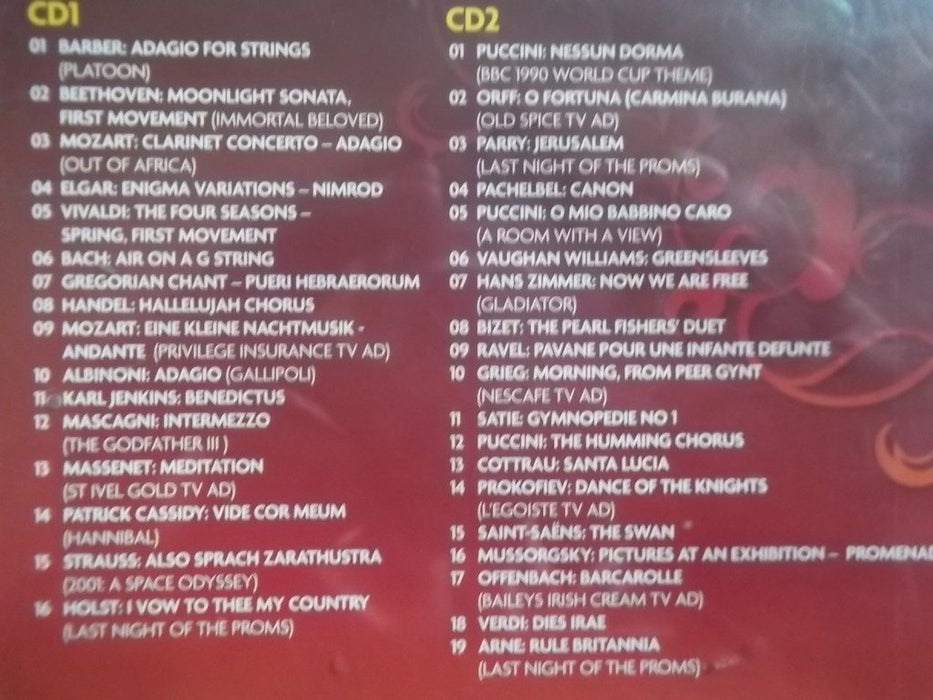 CD1
01 BARBER: ADAGIO FOR STRINGS
(PLATOON)
02 BEETHOVEN: MOONLIGHT SONATA,
FIRST MOVEMENT (IMMORTAL BELOVED)
03 MOZART: CLARINET CONCERTO – ADAGIO
(OUT OF AFRICA)
04 ELGAR: ENIGMA VARIATIONS – NIMROD
05 VIVALDI: THE FOUR SEASONS –
SPRING, FIRST MOVEMENT
06 BACH: AIR ON A G STRING
07 GREGORIAN CHANT – PUERI HEBRAERORUM
08 HANDEL: HALLELUJAH CHORUS
09 MOZART: EINE KLEINE NACHTMUSIK -
ANDANTE (PRIVILEGE INSURANCE TV AD)
10 ALBINONI: ADAGIO (GALLIPOLI)
11 KARL JENKINS: BENEDICTUS
12 MASCAGNI: INTERMEZZO
(THE GODFATHER III )
13 MASSENET: MEDITATION
(ST IVEL GOLD TV AD)
14 PATRICK CASSIDY: VIDE COR MEUM
(HANNIBAL)
15 STRAUSS: ALSO SPRACH ZARATHUSTRA
(2001: A SPACE ODYSSEY)
16 HOLST: I VOW TO THEE MY COUNTRY
(LAST NIGHT OF THE PROMS)
CD2
01 PUCCINI: NESSUN DORMA
(BBC 1990 WORLD CUP THEME)
02 ORFF: O FORTUNA (CARMINA BURANA)
(OLD SPICE TV AD)
03 PARRY: JERUSALEM
(LAST NIGHT OF THE PROMS)
04 PACHELBEL: CANON
05 PUCCINI: O MIO BABBINO CARO
(A ROOM WITH A VIEW)
06 VAUGHAN WILLIAMS: GREENSLEEVES
07 HANS ZIMMER: NOW WE ARE FREE
(GLADIATOR)
08 BIZET: THE PEARL FISHERS' DUET
09 RAVEL: PAVANE POUR UNE INFANTE DEFUNTE
10 GRIEG: MORNING, FROM PEER GYNT
(NESCAFE TV AD)
11 SATIE: GYMNOPEDIE NO 1
12 PUCCINI: THE HUMMING CHORUS
13 COTTRAU: SANTA LUCIA
14 PROKOFIEV: DANCE OF THE KNIGHTS
(L'EGOISTE TV AD)
15 SAINT-SAËNS: THE SWAN
16 MUSSORGSKY: PICTURES AT AN EXHIBITION – PROMENAD
17 OFFENBACH: BARCAROLLE
(BAILEYS IRISH CREAM TV AD)
18 VERDI: DIES IRAE
19 ARNE: RULE BRITANNIA
(LAST NIGHT OF THE PROMS)